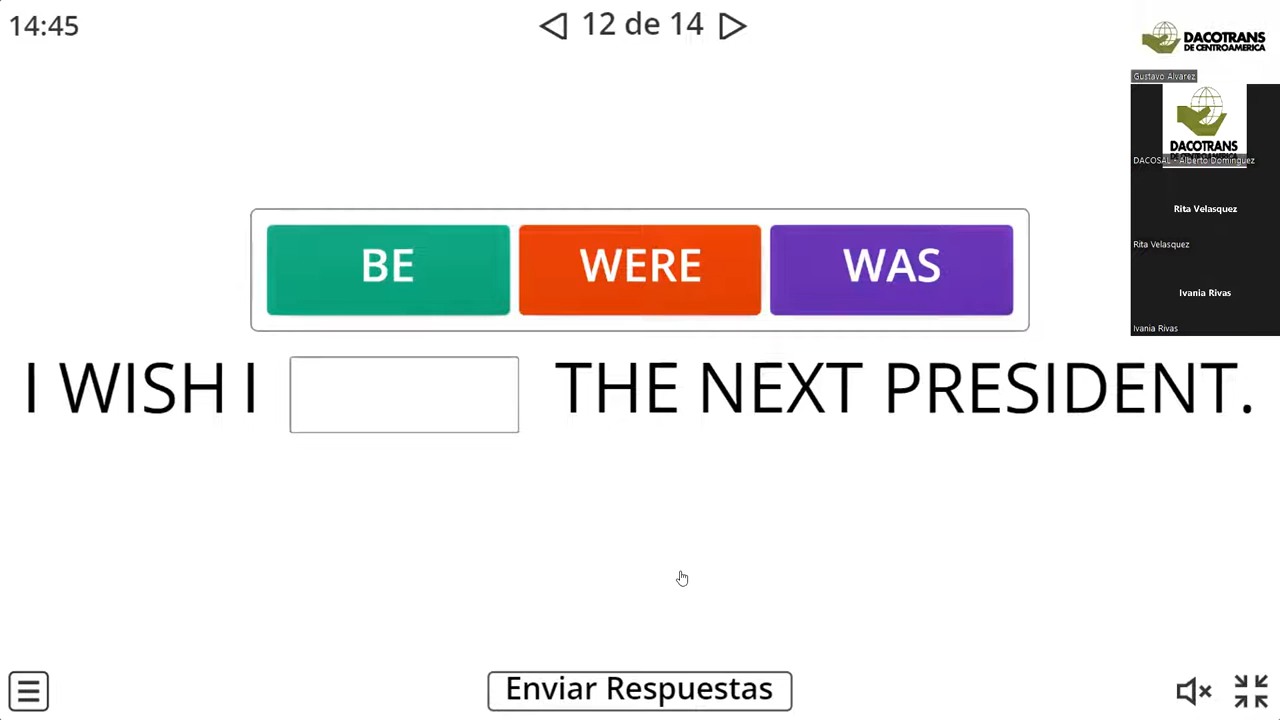 14:45
12 de 14
DACOTRANS
DE CENTROAMERICA
Gustavo Alvarez
DACOTRANS
DACOSAL - Alberto Dominguez
Rita Velasquez
Rita Velasquez
Ivania Rivas
Ivania Rivas
BE
WERE
WAS
I WISH I THE NEXT PRESIDENT.
Enviar Respuestas